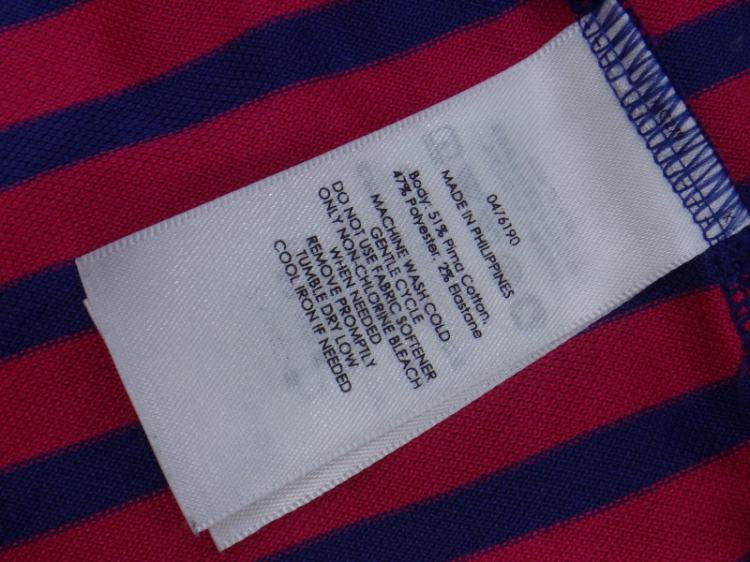 0476190
MADE IN PHILIPPINES
Body: 51% Pima Cotton,
47% Polyester, 2% Elastane
MACHINE WASH COLD
GENTLE CYCLE
DO NOT USE FABRIC SOFTENER
ONLY NON-CHLORINE BLEACH
WHEN NEEDED
REMOVE PROMPTLY
TUMBLE DRY LOW
COOL IRON IF NEEDED